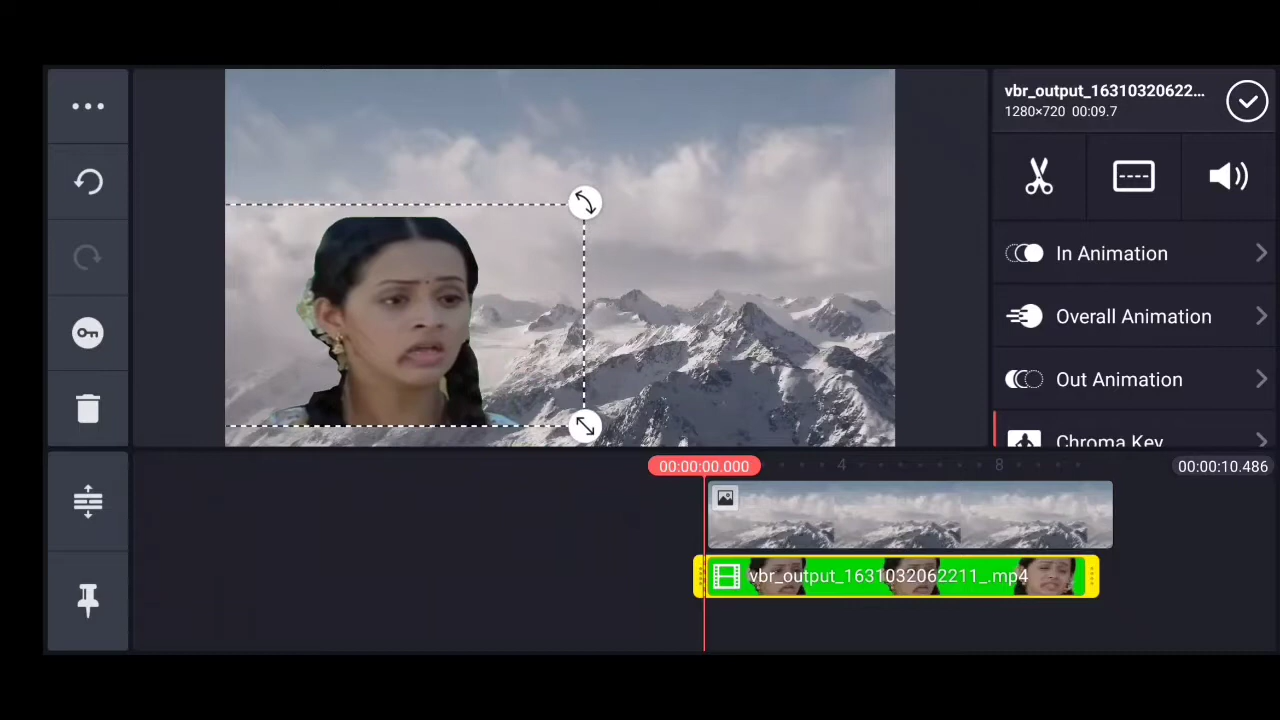 vbr_output_16310320622...
1280×720 00:09.7
In Animation
Overall Animation
Out Animation
Chroma Key
00:00:00.000
4
8
00:00:10.486
vbr_output_1631032062211_.mp4